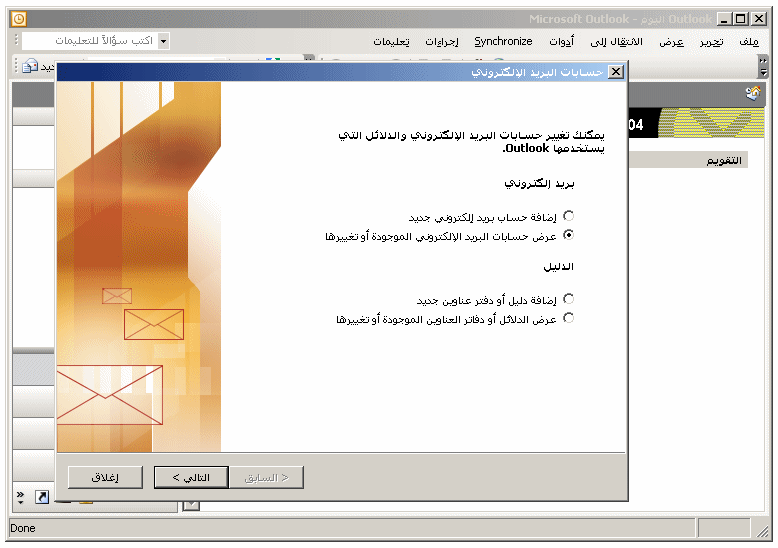 Outlook اليوم - Microsoft Outlook
ملف تحرير عرض الانتقال إلى أدوات Synchronize إجراءات تعليمات
اكتب سؤالاً للتعليمات
حسابات البريد الإلكتروني
04
التقويم
يمكنك تغيير حسابات البريد الإلكتروني والدلائل التي
يستخدمها Outlook.
بريد إلكتروني
إضافة حساب بريد إلكتروني جديد
عرض حسابات البريد الإلكتروني الموجودة أو تغييرها
الدليل
إضافة دليل أو دفتر عناوين جديد
عرض الدلائل أو دفاتر العناوين الموجودة أو تغييرها
< السابق
التالي >
إغلاق
Done